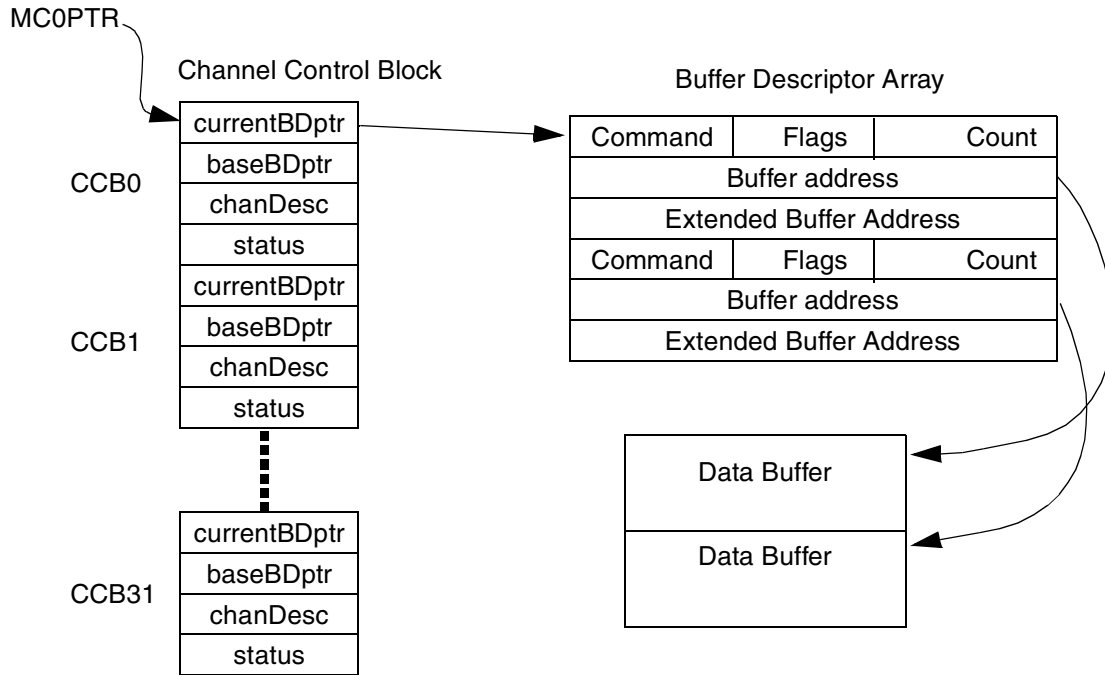 MC0PTR
Channel Control Block
CCB0
currentBDptr
baseBDptr
chanDesc
status
CCB1
currentBDptr
baseBDptr
chanDesc
status
CCB31
currentBDptr
baseBDptr
chanDesc
status
Buffer Descriptor Array
Command Flags Count
Buffer address
Extended Buffer Address
Command Flags Count
Buffer address
Extended Buffer Address
Data Buffer
Data Buffer